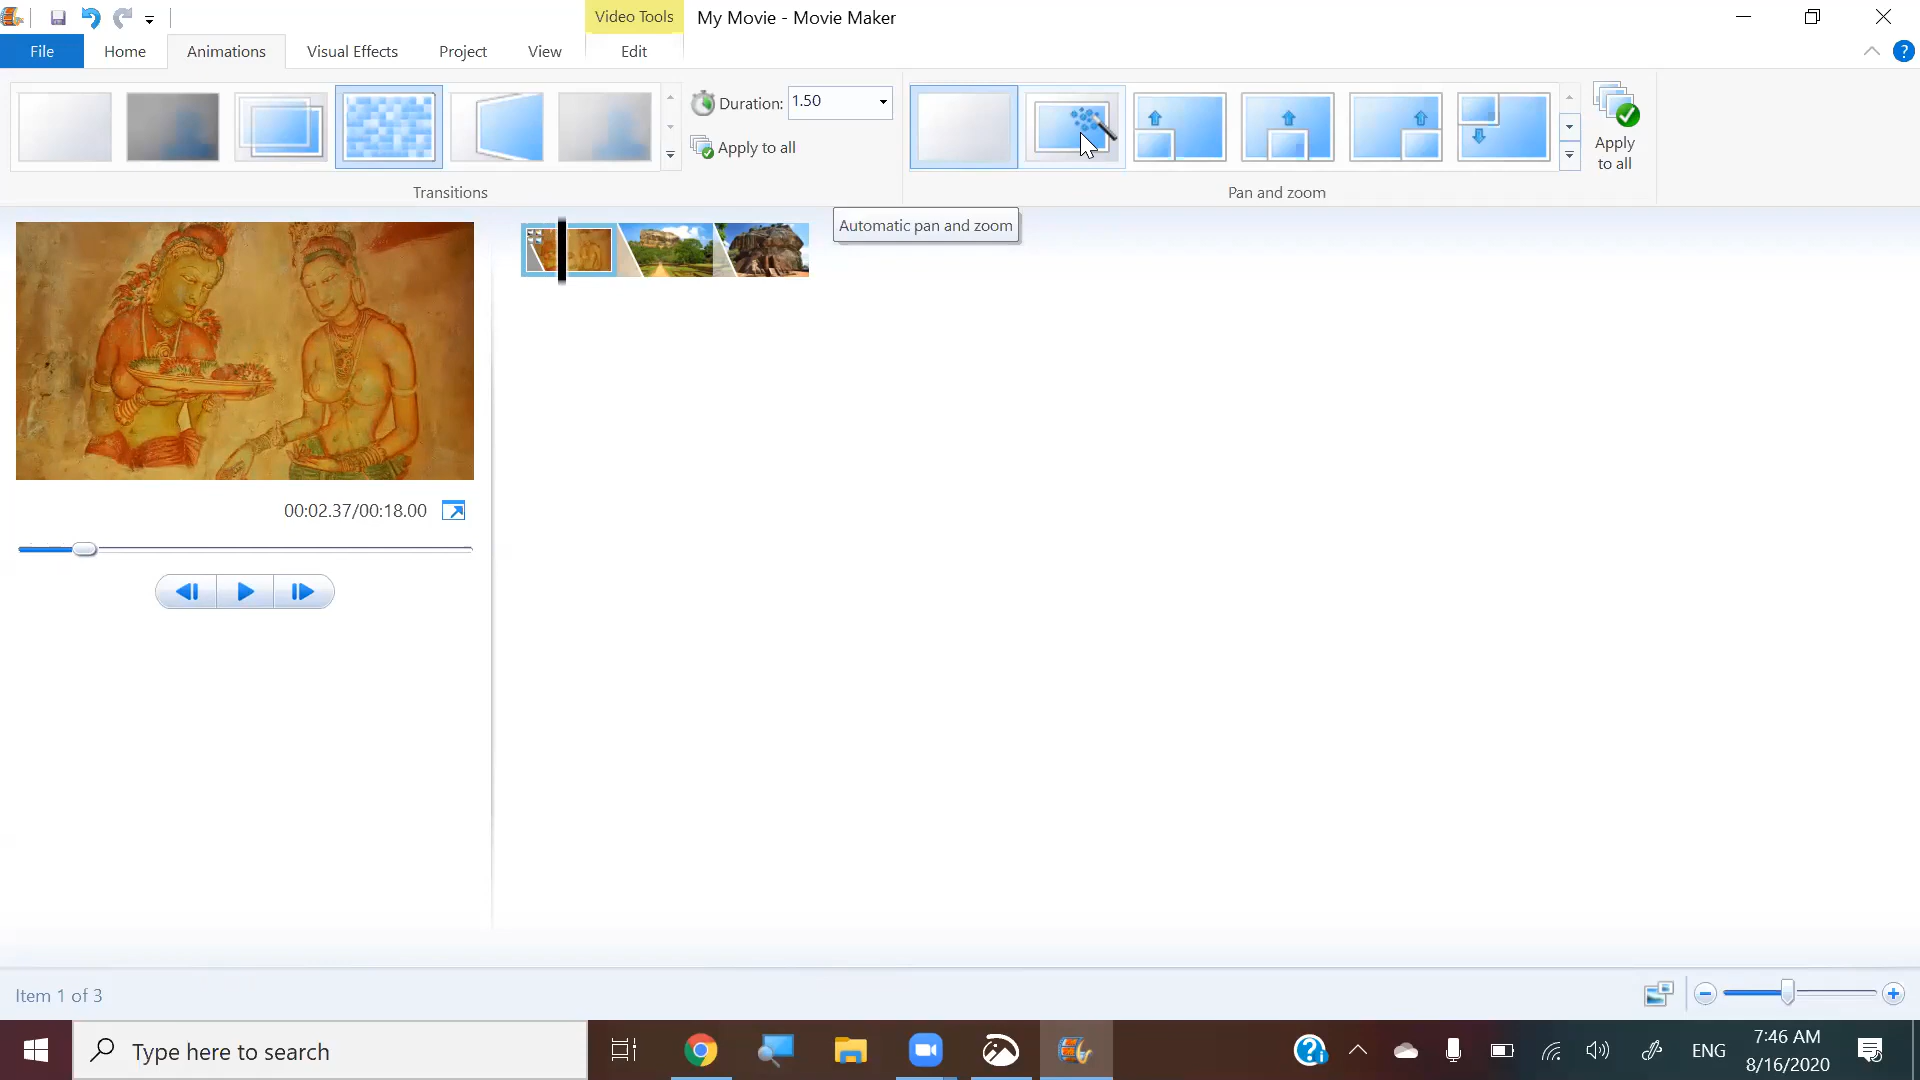 Video Tools
My Movie - Movie Maker
File
Home
Animations
Visual Effects
Project
View
Edit
Duration: 1.50
Apply to all
Transitions
Apply
to all
Pan and zoom
Automatic pan and zoom
00:02.37/00:18.00
Item 1 of 3
Type here to search
ENG
7:46 AM
8/16/2020